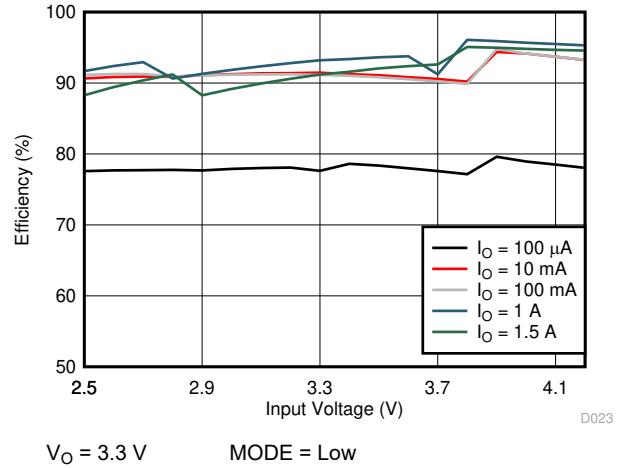 100
90
80
70
60
50
Efficiency (%)
I_O = 100 μA
I_O = 10 mA
I_O = 100 mA
I_O = 1 A
I_O = 1.5 A
2.5 2.9 3.3 3.7 4.1
Input Voltage (V)
D023
V_O = 3.3 V MODE = Low